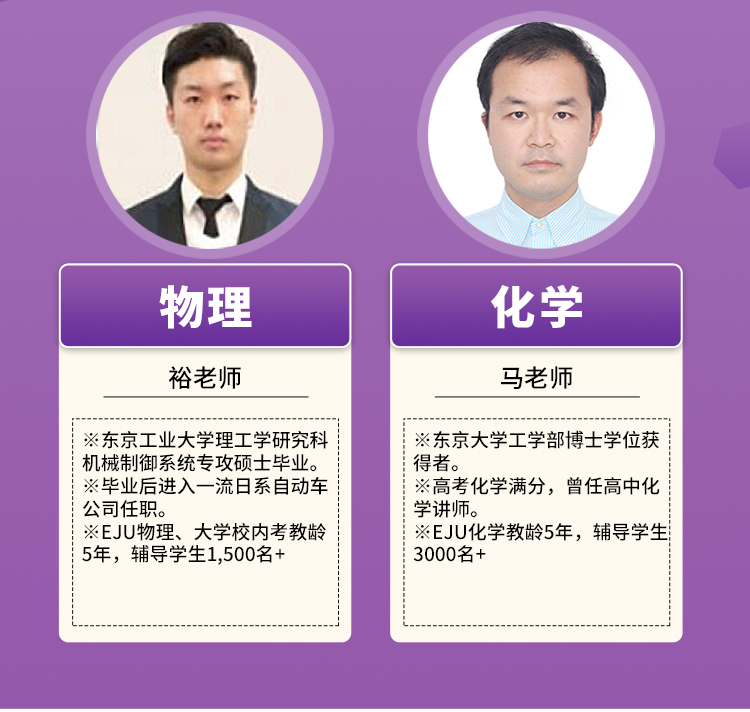 物理
裕老师
※东京工业大学理工学研究科
机械制御系统专攻硕士毕业。
※毕业后进入一流日系自动车
公司任职。
※EJU物理、大学校内考教龄
5年，辅导学生1,500名+
化学
马老师
※东京大学工学部博士学位获
得者。
※高考化学满分，曾任高中化
学讲师。
※EJU化学教龄5年，辅导学生
3000名+